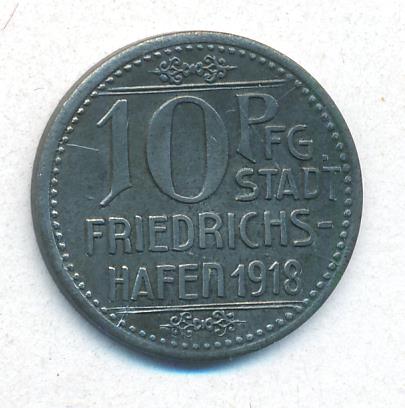 10 PFG.
STADT
FRIEDRICHS-
HAFEN 1918